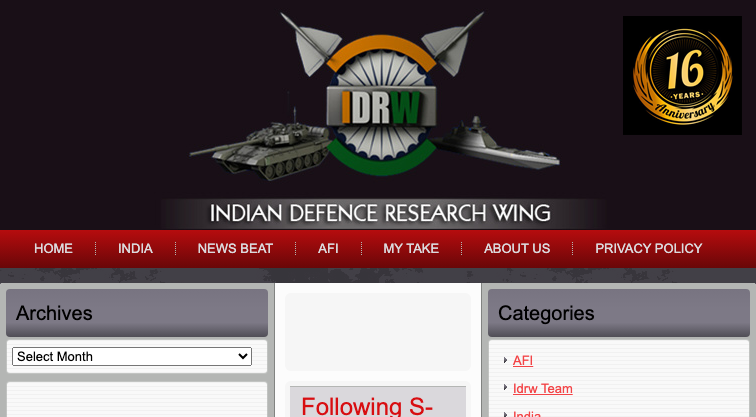 IDRW
16
YEARS
Anniversary
INDIAN DEFENCE RESEARCH WING
HOME
INDIA
NEWS BEAT
AFI
MY TAKE
ABOUT US
PRIVACY POLICY
Archives
Select Month
Following S-
Categories
AFI
Idrw Team
India